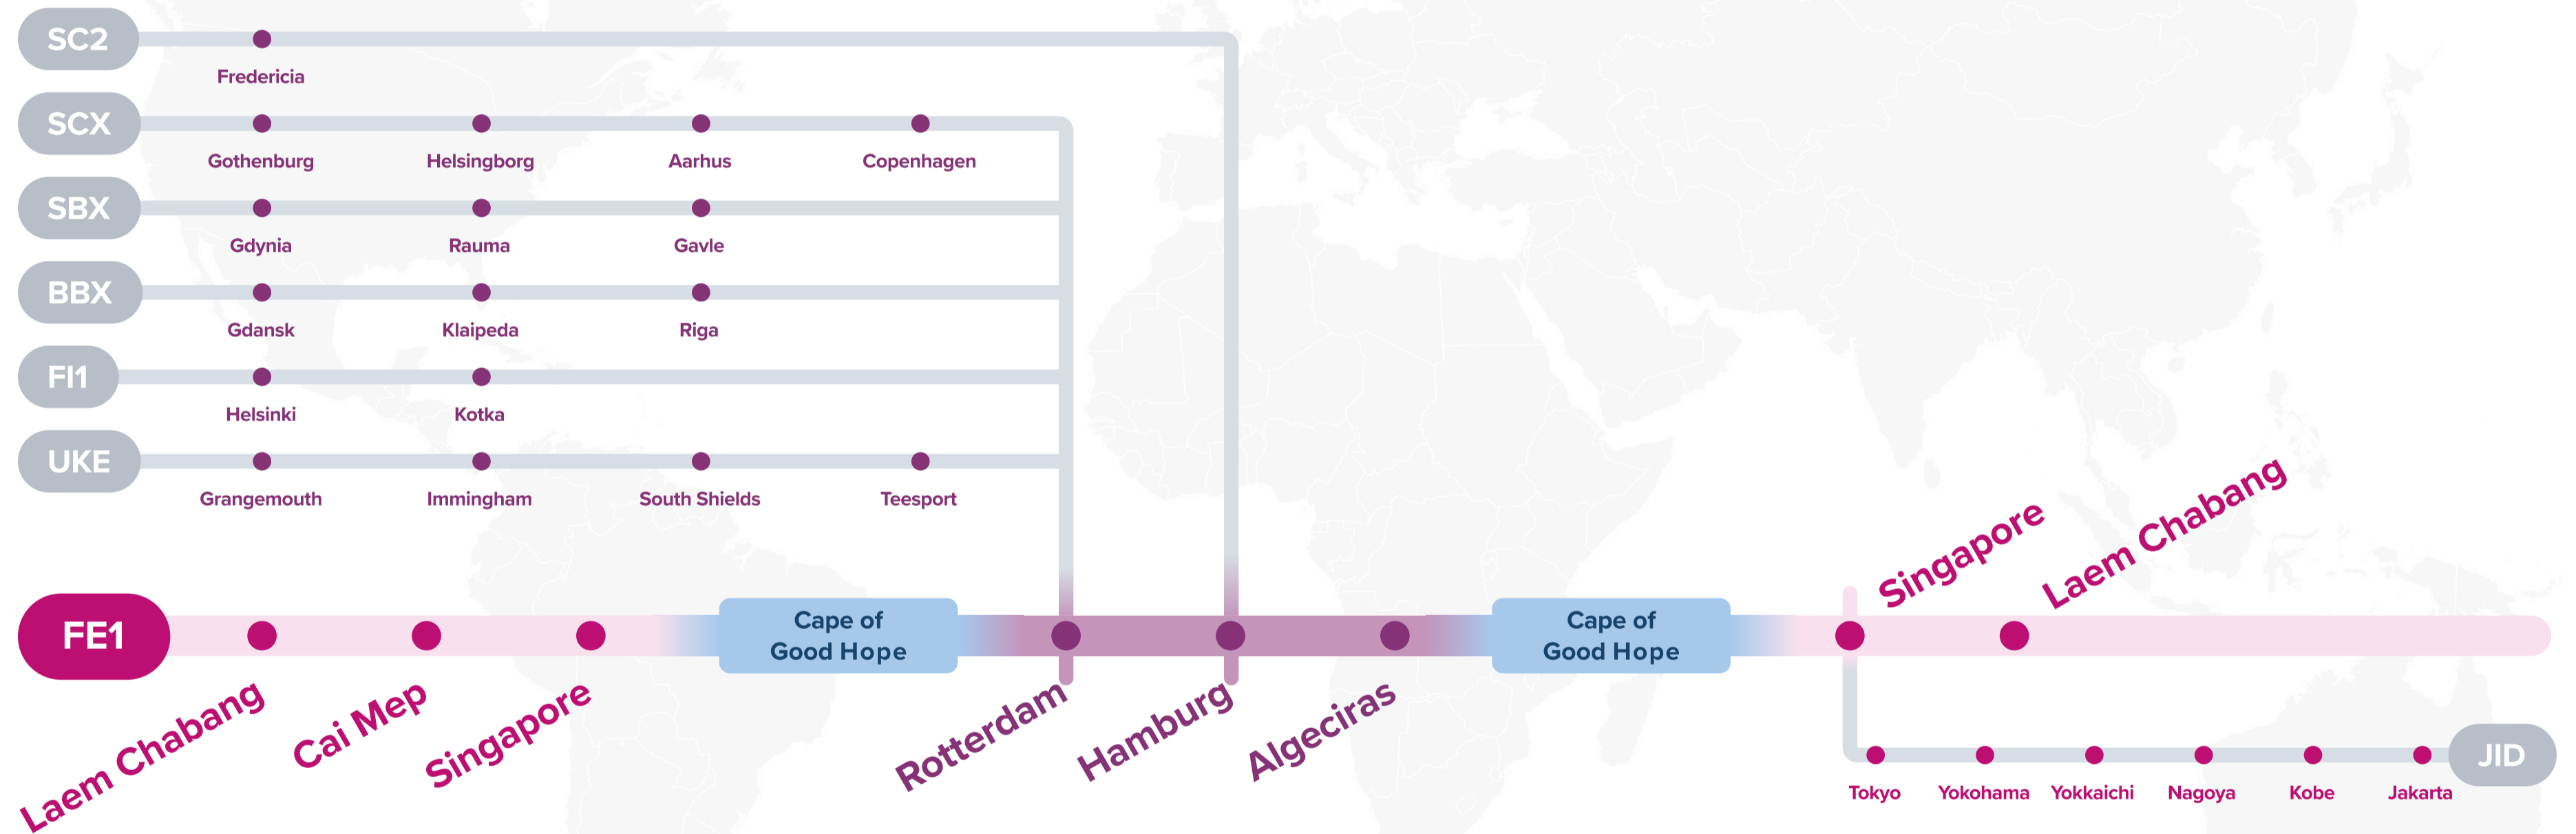 SC2
Fredericia
SCX
Gothenburg Helsingborg Aarhus Copenhagen
SBX
Gdynia Rauma Gavle
BBX
Gdansk Klaipeda Riga
FI1
Helsinki Kotka
UKE
Grangemouth Immingham South Shields Teesport
FE1
Laem Chabang
Cai Mep
Singapore
Cape of
Good Hope
Rotterdam
Hamburg
Algeciras
Cape of
Good Hope
Singapore
Laem Chabang
JID
Tokyo Yokohama Yokkaichi Nagoya Kobe Jakarta